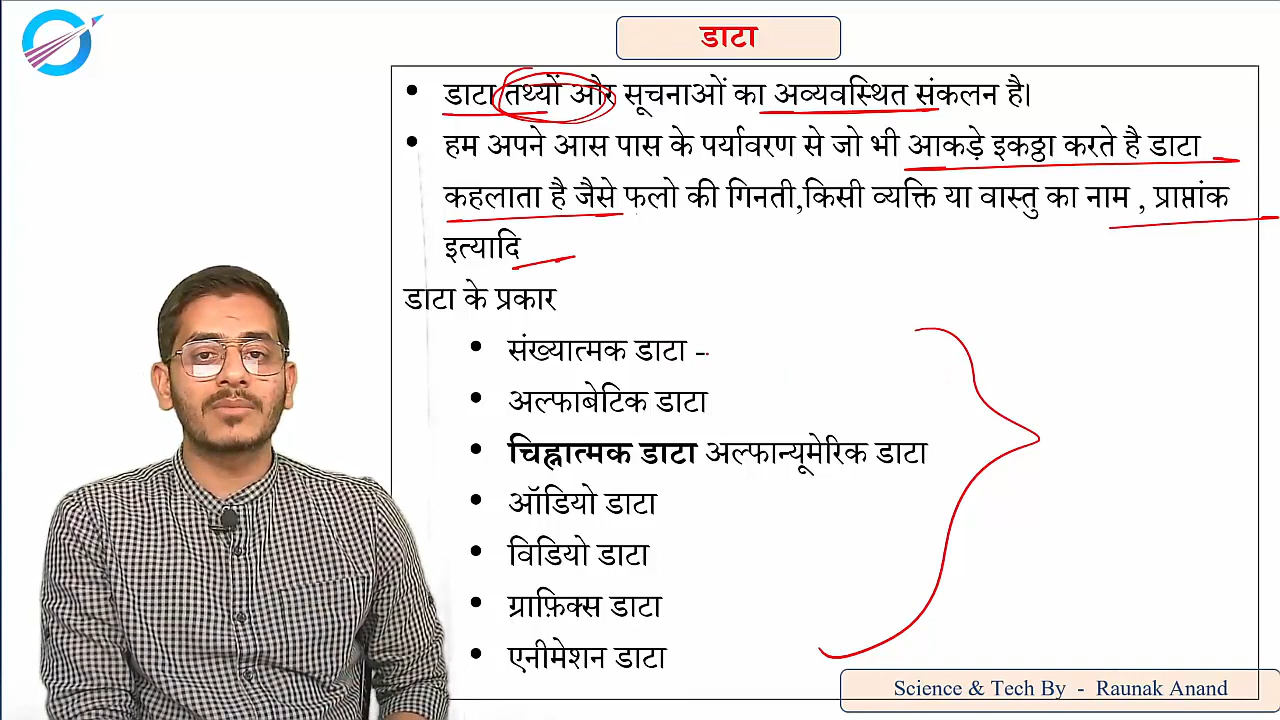 डाटा
• डाटा तथ्यों और सूचनाओं का अव्यवस्थित संकलन है।
• हम अपने आस पास के पर्यावरण से जो भी आकड़े इकठ्ठा करते है डाटा
कहलाता है जैसे फलो की गिनती,किसी व्यक्ति या वास्तु का नाम , प्राप्तांक
इत्यादि
डाटा के प्रकार
• संख्यात्मक डाटा -
• अल्फाबेटिक डाटा
• चिह्नात्मक डाटा अल्फान्यूमेरिक डाटा
• ऑडियो डाटा
• विडियो डाटा
• ग्राफ़िक्स डाटा
• एनीमेशन डाटा
Science & Tech By - Raunak Anand